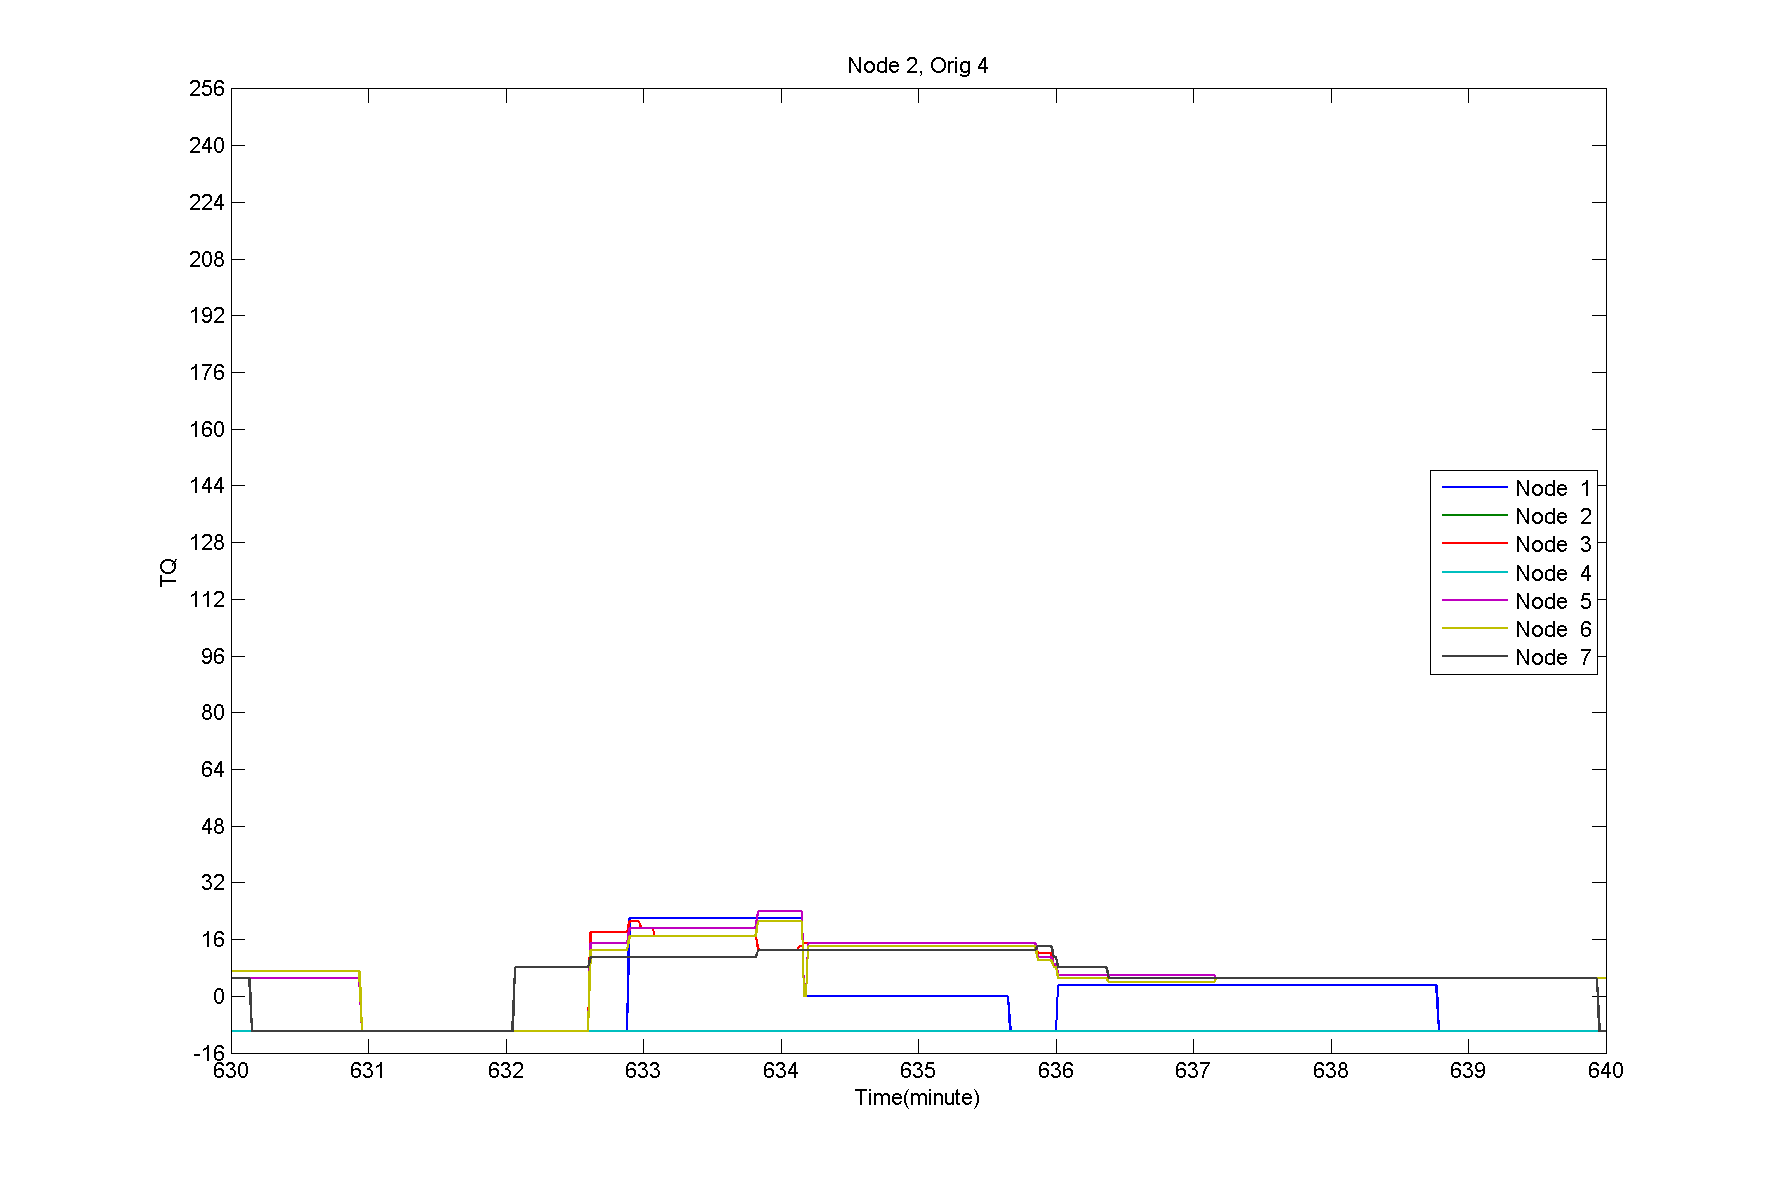 Node 2, Orig 4
256
240
224
208
192
176
160
144
128
112
96
80
64
48
32
16
0
-16
TQ
Node 1
Node 2
Node 3
Node 4
Node 5
Node 6
Node 7
630 631 632 633 634 635 636 637 638 639 640
Time(minute)